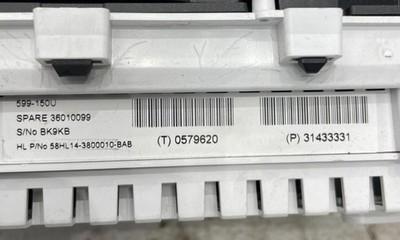 599-150U
SPARE 36010099
S/No BK9KB
HL P/No 58HL14-3800010-BAB
(T) 0579620
(P) 31433331